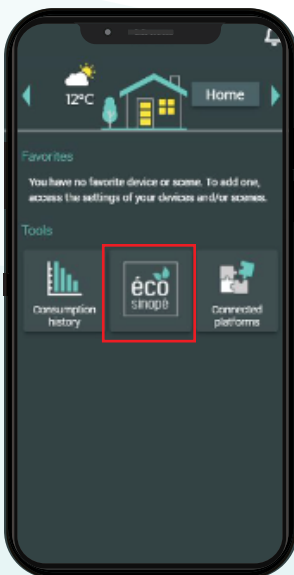 12°C
Home
Favorites
You have no favorite device or scene. To add one,
access the settings of your devices and/or scenes.
Tools
Consumption
history
éco
sinopé
Connected
platforms